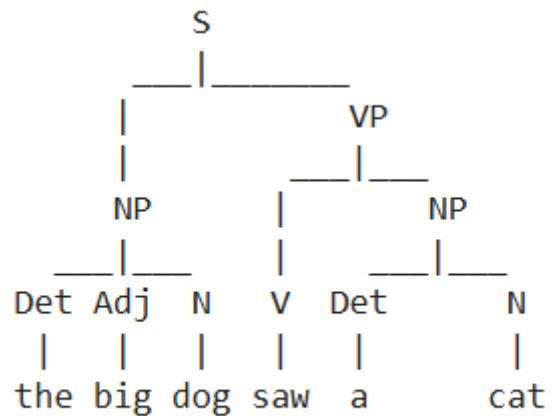 S
VP
NP NP
Det Adj N V Det N
the big dog saw a cat